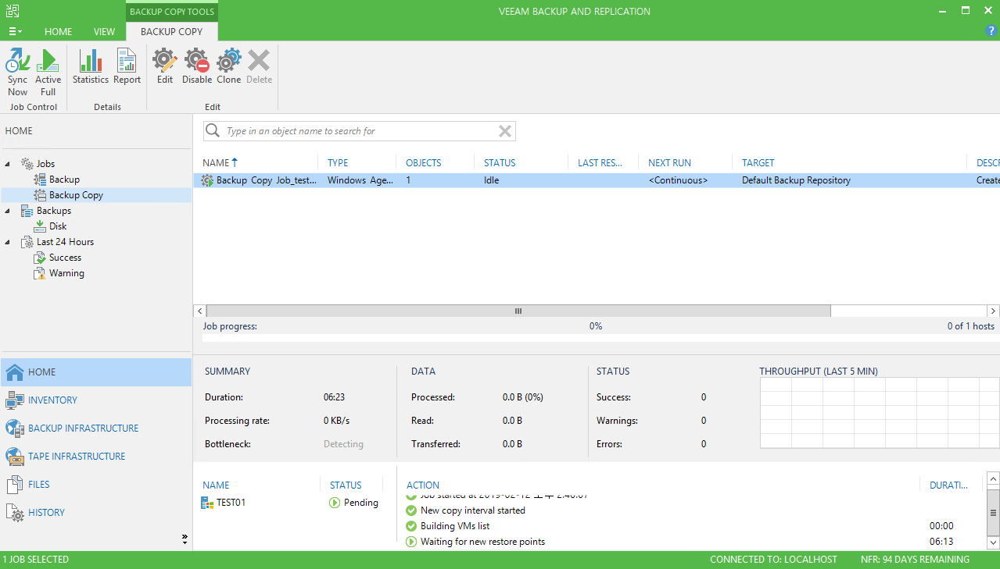 BACKUP COPY TOOLS
VEEAM BACKUP AND REPLICATION
HOME VIEW BACKUP COPY
Sync Now
Active Full
Statistics
Report
Edit
Disable
Clone
Delete
Job Control
Details
Edit
HOME
Jobs
Backup
Backup Copy
Backups
Disk
Last 24 Hours
Success
Warning
HOME
INVENTORY
BACKUP INFRASTRUCTURE
TAPE INFRASTRUCTURE
FILES
HISTORY
Type in an object name to search for
NAME TYPE OBJECTS STATUS LAST RES... NEXT RUN TARGET DESCR
Backup Copy Job_test... Windows Age... 1 Idle <Continuous> Default Backup Repository Create
Job progress: 0% 0 of 1 hosts
SUMMARY
Duration: 06:23
Processing rate: 0 KB/s
Bottleneck: Detecting
DATA
Processed: 0.0 B (0%)
Read: 0.0 B
Transferred: 0.0 B
STATUS
Success: 0
Warnings: 0
Errors: 0
THROUGHPUT (LAST 5 MIN)
NAME STATUS
TEST01 Pending
ACTION DURATI...
Job started at 2019-02-12
New copy interval started
Building VMs list 00:00
Waiting for new restore points 06:13
1 JOB SELECTED
CONNECTED TO: LOCALHOST
NFR: 94 DAYS REMAINING